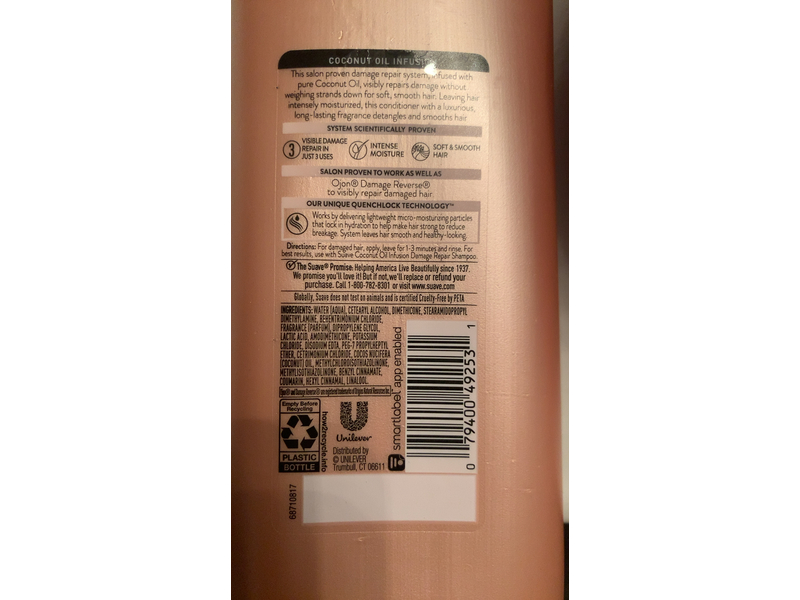 COCONUT OIL INFUSION
This salon proven damage repair system, infused with
pure Coconut Oil, visibly repairs damage without
weighing strands down for soft, smooth hair. Leaving hair
intensely moisturized, this conditioner with a luxurious,
long-lasting fragrance detangles and smooths hair
SYSTEM SCIENTIFICALLY PROVEN
3 VISIBLE DAMAGE REPAIR IN JUST 3 USES
INTENSE MOISTURE
SOFT & SMOOTH HAIR
SALON PROVEN TO WORK AS WELL AS
Ojon® Damage Reverse®
to visibly repair damaged hair
OUR UNIQUE QUENCHLOCK TECHNOLOGY™
Works by delivering lightweight micro-moisturizing particles
that lock in hydration to help make hair strong to reduce
breakage. System leaves hair smooth and healthy-looking.
Directions: For damaged hair, apply, leave for 1-3 minutes and rinse. For
best results, use with Suave Coconut Oil Infusion Damage Repair Shampoo.
The Suave® Promise: Helping America Live Beautifully since 1937.
We promise you'll love it! But if not, we'll replace or refund your
purchase. Call 1-800-782-8301 or visit www.suave.com
Globally, Suave does not test on animals and is certified Cruelty-Free by PETA
INGREDIENTS: WATER (AQUA), CETEARYL ALCOHOL, DIMETHICONE, STEARAMIDOPROPYL
DIMETHYLAMINE, BEHENTRIMONIUM CHLORIDE,
FRAGRANCE (PARFUM), DIPROPYLENE GLYCOL,
LACTIC ACID, AMODIMETHICONE, POTASSIUM
CHLORIDE, DISODIUM EDTA, PEG-7 PROPYLHEPTYL
ETHER, CETRIMONIUM CHLORIDE, COCOS NUCIFERA
(COCONUT) OIL, METHYLCHLOROISOTHIAZOLINONE,
METHYLISOTHIAZOLINONE, BENZYL CINNAMATE,
COUMARIN, HEXYL CINNAMAL, LINALOOL.
Ojon® and Damage Reverse® are registered trademarks of Origins Natural Resources Inc.
Empty Before
Recycling
PLASTIC
BOTTLE
how2recycle.info
Unilever
Distributed by
© UNILEVER
Trumbull, CT 06611
smartlabel app enabled
0 79400 49253 1
68710817